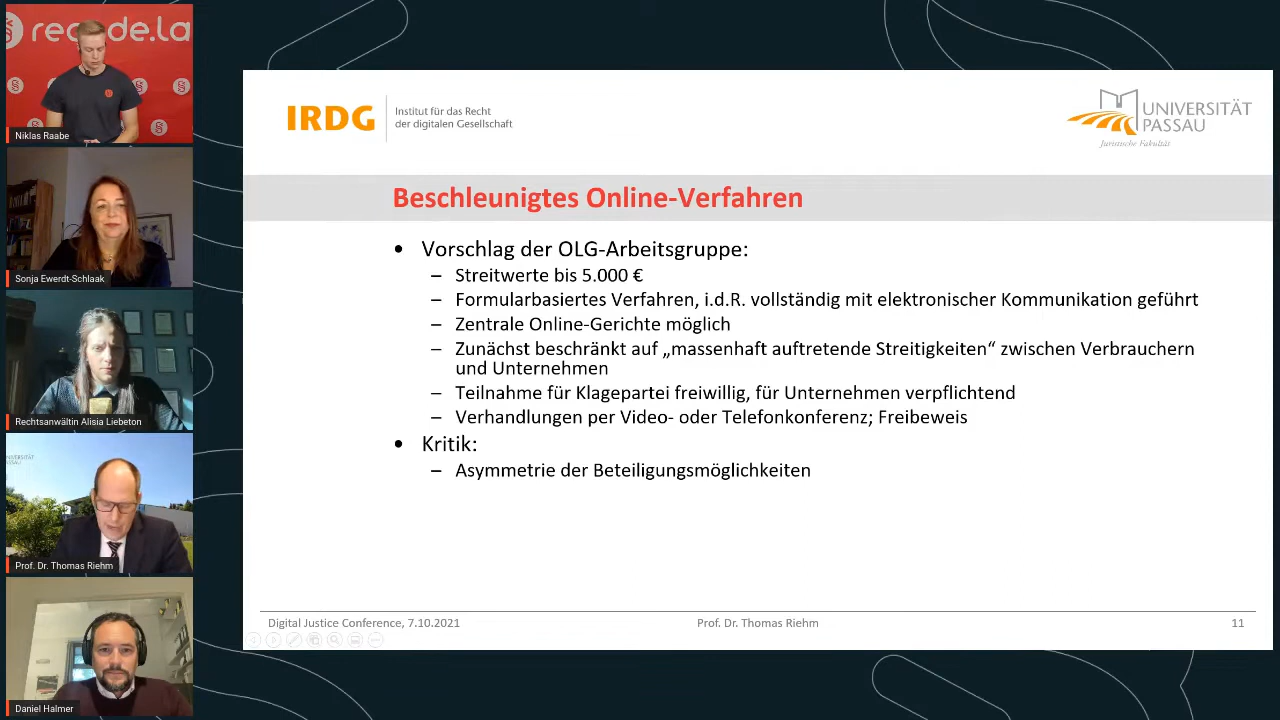 Niklas Raabe
Sonja Ewerdt-Schlaak
Rechtsanwältin Alisia Liebeton
UNIVERSITÄT
PASSAU
Prof. Dr. Thomas Riehm
Daniel Halmer
IRDG
Institut für das Recht
der digitalen Gesellschaft
UNIVERSITÄT
PASSAU
Juristische Fakultät
Beschleunigtes Online-Verfahren
• Vorschlag der OLG-Arbeitsgruppe:
– Streitwerte bis 5.000 €
– Formularbasiertes Verfahren, i.d.R. vollständig mit elektronischer Kommunikation geführt
– Zentrale Online-Gerichte möglich
– Zunächst beschränkt auf „massenhaft auftretende Streitigkeiten“ zwischen Verbrauchern
und Unternehmen
– Teilnahme für Klagepartei freiwillig, für Unternehmen verpflichtend
– Verhandlungen per Video- oder Telefonkonferenz; Freibeweis
• Kritik:
– Asymmetrie der Beteiligungsmöglichkeiten
Digital Justice Conference, 7.10.2021
Prof. Dr. Thomas Riehm
11